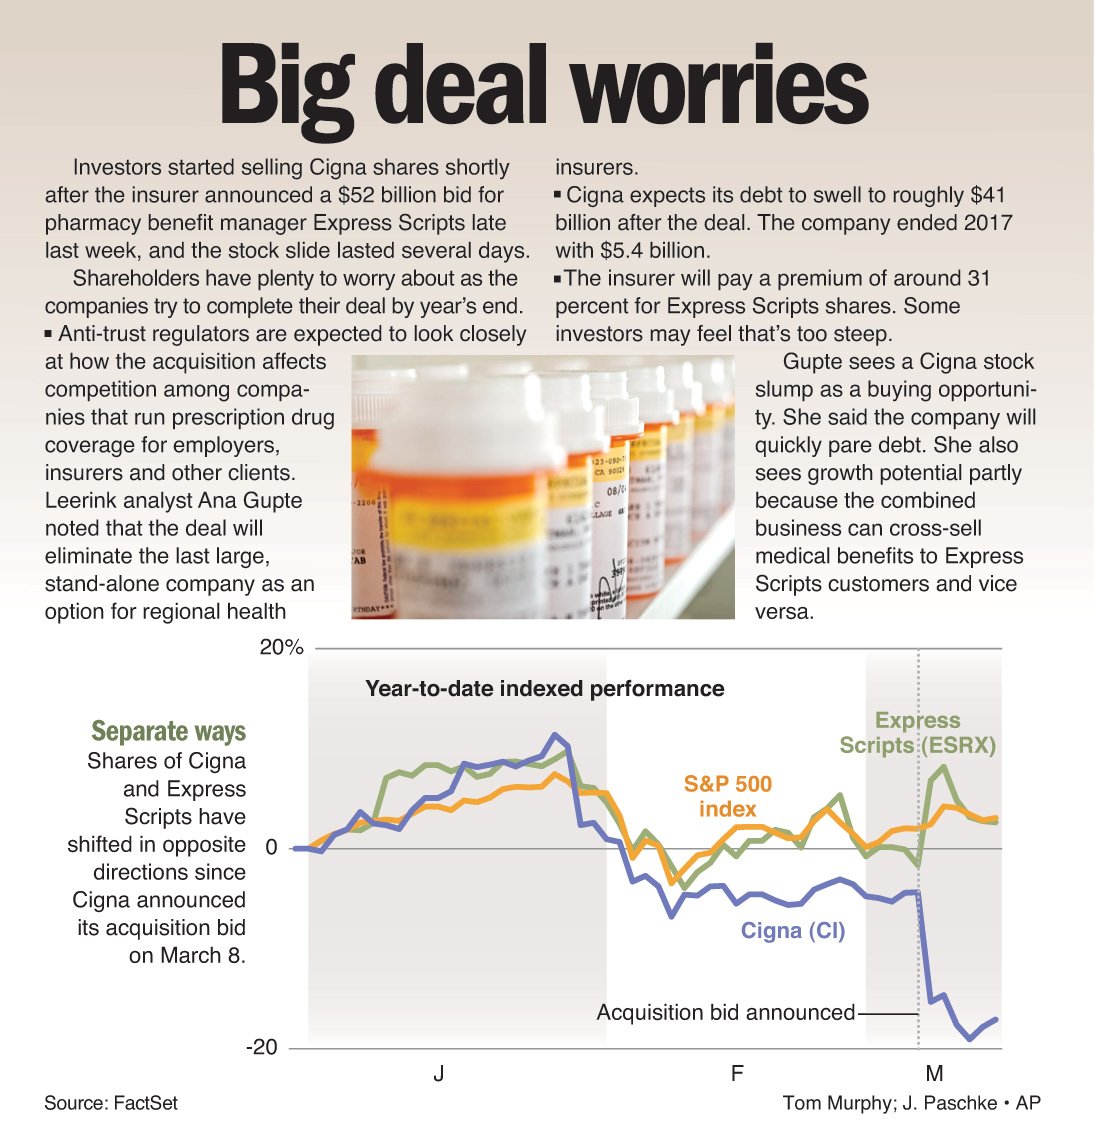 Big deal worries
Investors started selling Cigna shares shortly
after the insurer announced a $52 billion bid for
pharmacy benefit manager Express Scripts late
last week, and the stock slide lasted several days.
Shareholders have plenty to worry about as the
companies try to complete their deal by year's end.
▪ Anti-trust regulators are expected to look closely
at how the acquisition affects
competition among compa-
nies that run prescription drug
coverage for employers,
insurers and other clients.
Leerink analyst Ana Gupte
noted that the deal will
eliminate the last large,
stand-alone company as an
option for regional health
insurers.
▪ Cigna expects its debt to swell to roughly $41
billion after the deal. The company ended 2017
with $5.4 billion.
▪ The insurer will pay a premium of around 31
percent for Express Scripts shares. Some
investors may feel that's too steep.
Gupte sees a Cigna stock
slump as a buying opportuni-
ty. She said the company will
quickly pare debt. She also
sees growth potential partly
because the combined
business can cross-sell
medical benefits to Express
Scripts customers and vice
versa.
08/0
Separate ways
Shares of Cigna
and Express
Scripts have
shifted in opposite
directions since
Cigna announced
its acquisition bid
on March 8.
20%
0
-20
Year-to-date indexed performance
Express
Scripts (ESRX)
S&P 500
index
Cigna (CI)
Acquisition bid announced
J F M
Source: FactSet
Tom Murphy; J. Paschke • AP